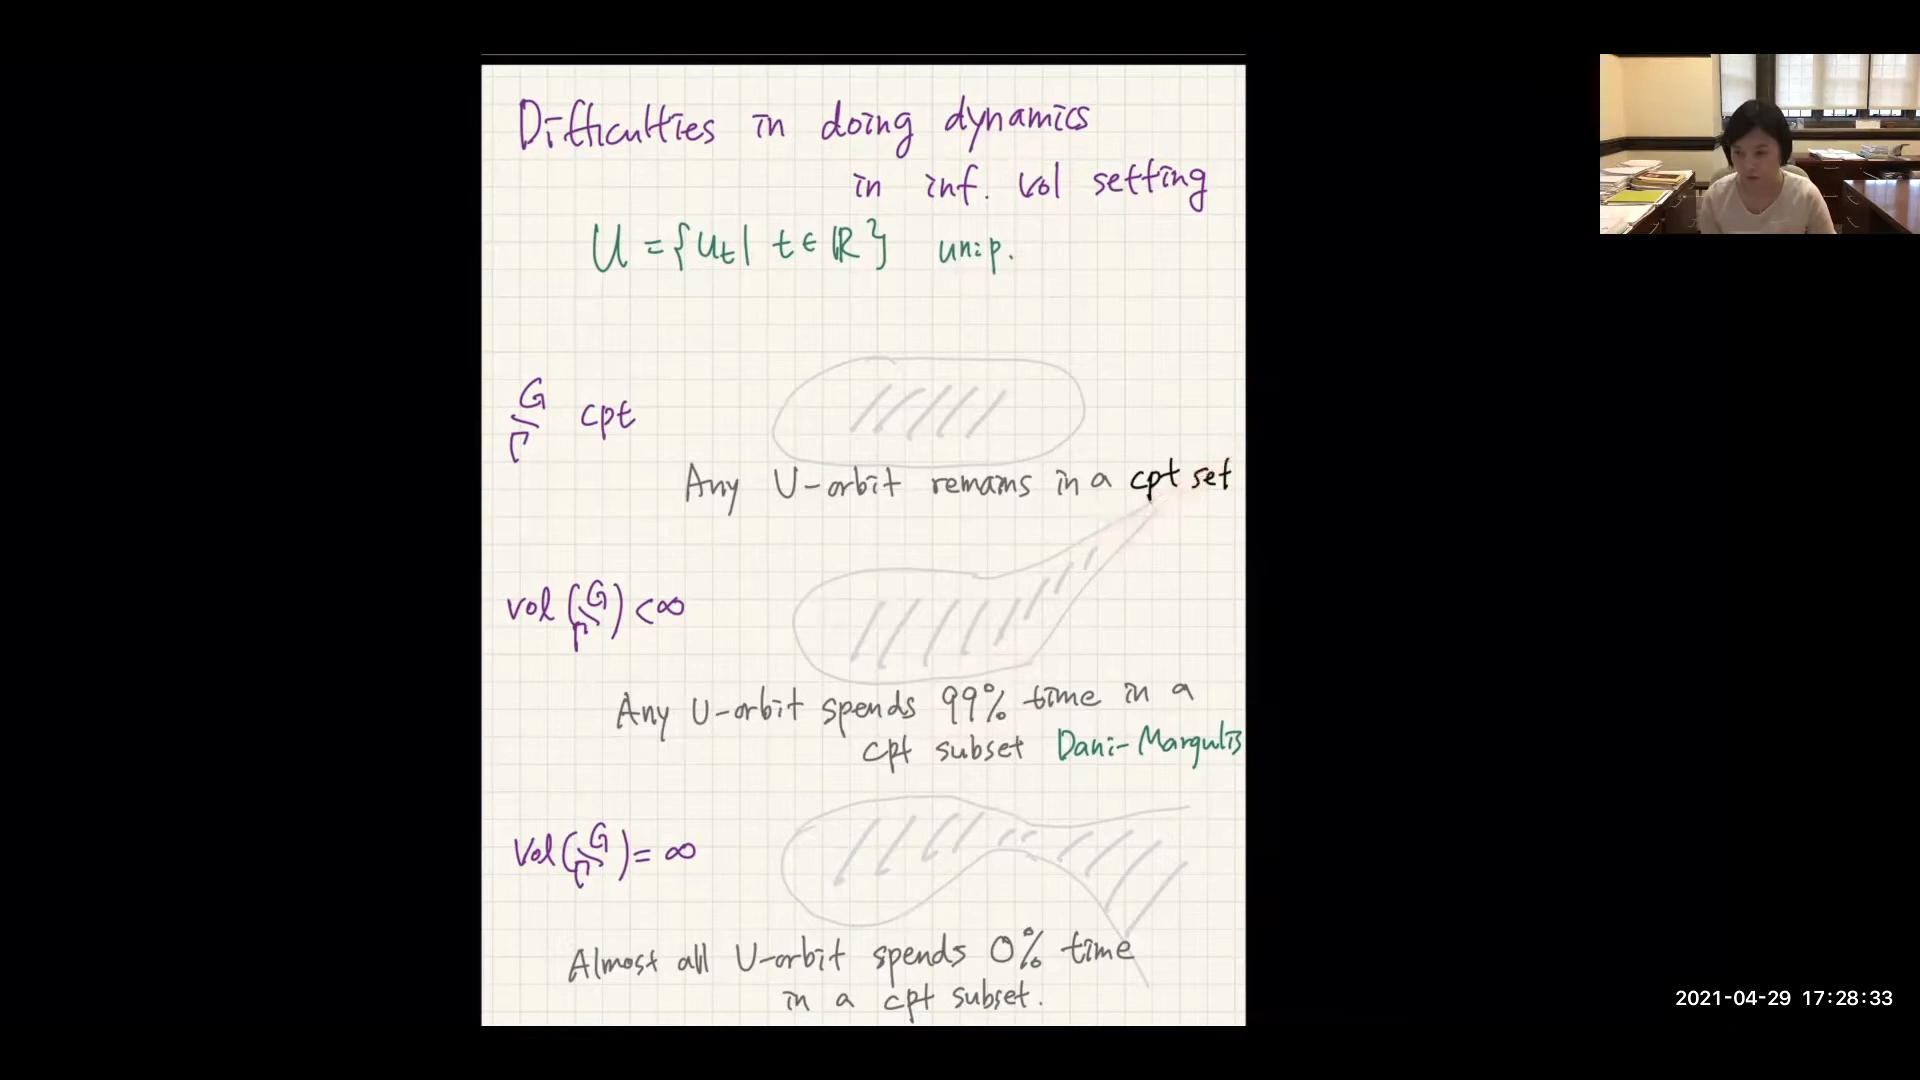 Difficulties in doing dynamics
in inf. vol setting
U = {u_t | t ∈ ℝ} unip.
Γ\G cpt
Any U-orbit remains in a cpt set
vol(Γ\G) < ∞
Any U-orbit spends 99% time in a
cpt subset Dani-Margulis
Vol(Γ\G) = ∞
Almost all U-orbit spends 0% time
in a cpt subset.
2021-04-29 17:28:33